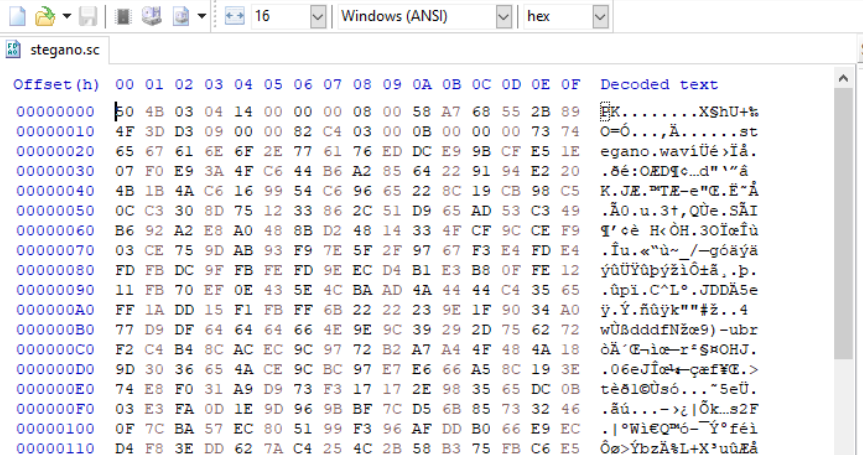 16 Windows (ANSI) hex
stegano.sc
Offset(h) 00 01 02 03 04 05 06 07 08 09 0A 0B 0C 0D 0E 0F Decoded text
00000000 50 4B 03 04 14 00 00 00 08 00 58 A7 68 55 2B 89 PK........X§hU+‰
00000010 4F 3D D3 09 00 00 82 C4 03 00 0B 00 00 00 73 74 O=Ó...‚Ä......st
00000020 65 67 61 6E 6F 2E 77 61 76 ED DC E9 9B CF E5 1E egano.wavíÜé›Ïå.
00000030 07 F0 E9 3A 4F C6 44 B6 A2 85 64 22 91 94 E2 20 .ðé:OÆD¶¢…d"‘”â
00000040 4B 1B 4A C6 16 99 54 C6 96 65 22 8C 19 CB 98 C5 K.JÆ.™TÆ–e"Œ.Ë˜Å
00000050 0C C3 30 8D 75 12 33 86 2C 51 D9 65 AD 53 C3 49 .Ã0.u.3†,QÙe.SÃI
00000060 B6 92 A2 E8 A0 48 8B D2 48 14 33 4F CF 9C CE F9 ¶’¢è H‹ÒH.3OÏœÎù
00000070 03 CE 75 9D AB 93 F9 7E 5F 2F 97 67 F3 E4 FD E4 .Îu.«“ù~_/—góäýä
00000080 FD FB DC 9F FB FE FD 9E EC D4 B1 E3 B8 0F FE 12 ýûÜŸûþýžìÔ±ã¸.þ.
00000090 11 FB 70 EF 0E 43 5E 4C BA AD 4A 44 44 C4 35 65 .ûpï.C^Lº.JDDÄ5e
000000A0 FF 1A DD 15 F1 FB FF 6B 22 22 23 9E 1F 90 34 A0 ÿ.Ý.ñûÿk""#ž..4
000000B0 77 D9 DF 64 64 64 66 4E 9E 9C 39 29 2D 75 62 72 wÙßdddfNžœ9)-ubr
000000C0 F2 C4 B4 8C AC EC 9C 97 72 B2 A7 A4 4F 48 4A 18 òÄ´Œ¬ìœ—r²§¤OHJ.
000000D0 9D 30 36 65 4A CE 9C BC 97 E7 E6 66 A5 8C 19 3E .06eJÎœ¼—çæf¥Œ.>
000000E0 74 E8 F0 31 A9 D9 73 F3 17 17 2E 98 35 65 DC 0B tèð1©Ùsó...˜5eÜ.
000000F0 03 E3 FA 0D 1E 9D 96 9B BF 7C D5 6B 85 73 32 46 .ãú...–›¿|Õk…s2F
00000100 0F 7C BA 57 EC 80 51 99 F3 96 AF DD B0 66 E9 EC .|ºWì€Q™ó–¯Ý°féì
00000110 D4 F8 3E DD 62 7A C4 25 4C 2B 58 B3 75 FB C6 E5 Ôø>ÝbzÄ%L+X³uûÆå